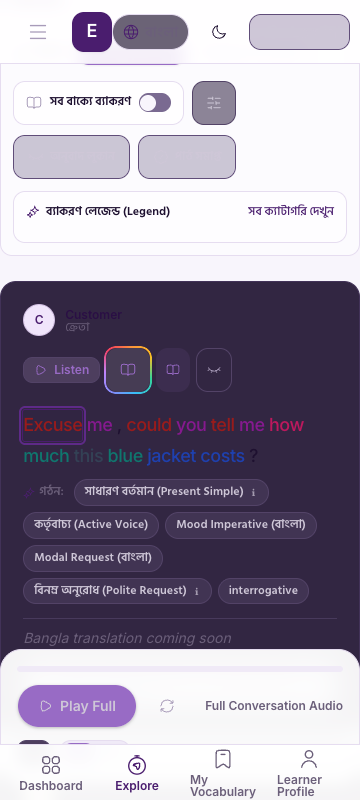 E
সব বাক্যে ব্যাকরণ
ব্যাকরণ লেজেন্ড (Legend) সব ক্যাটাগরি দেখুন
C Customer
ক্রেতা
Listen
Excuse me , could you tell me how
much this blue jacket costs ?
গঠন: সাধারণ বর্তমান (Present Simple) i
কর্তৃবাচ্য (Active Voice) Mood Imperative (বাংলা)
Modal Request (বাংলা)
বিনম্র অনুরোধ (Polite Request) i interrogative
Bangla translation coming soon
Play Full Full Conversation Audio
Dashboard Explore My Vocabulary Learner Profile